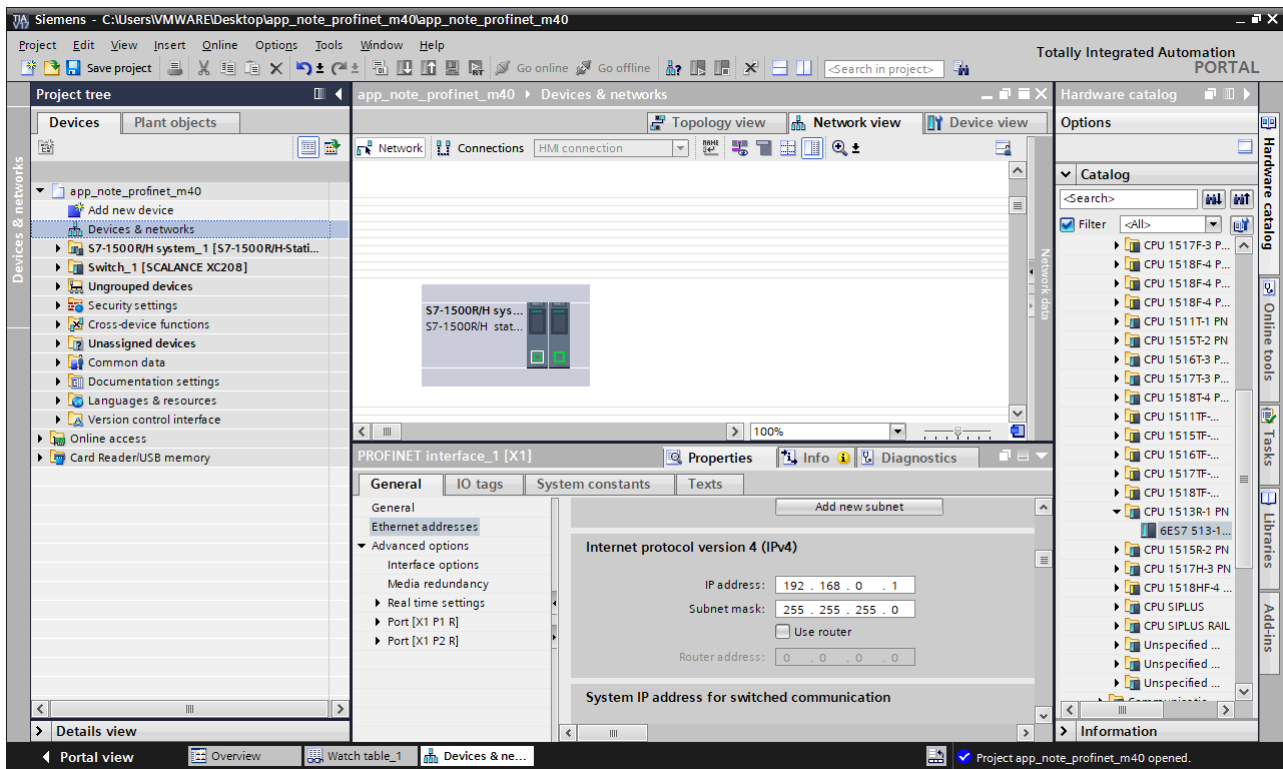 Siemens - C:\Users\VMWARE\Desktop\app_note_profinet_m40\app_note_profinet_m40
Project Edit View Insert Online Options Tools Window Help
Totally Integrated Automation
PORTAL
Save project
Go online
Go offline
<Search in project>
Project tree
app_note_profinet_m40 Devices & networks
Hardware catalog
Devices
Plant objects
Topology view
Network view
Device view
Options
Network
Connections
HMI connection
Devices & networks
app_note_profinet_m40
Add new device
Devices & networks
S7-1500R/H system_1 [S7-1500R/H-Stati...
Switch_1 [SCALANCE XC208]
Ungrouped devices
Security settings
Cross-device functions
Unassigned devices
Common data
Documentation settings
Languages & resources
Version control interface
Online access
Card Reader/USB memory
S7-1500R/H sys...
S7-1500R/H stat...
Network data
100%
PROFINET interface_1 [X1]
Properties
Info
Diagnostics
General
IO tags
System constants
Texts
General
Ethernet addresses
Advanced options
Interface options
Media redundancy
Real time settings
Port [X1 P1 R]
Port [X1 P2 R]
Add new subnet
Internet protocol version 4 (IPv4)
IP address: 192 . 168 . 0 . 1
Subnet mask: 255 . 255 . 255 . 0
Use router
Router address: 0 . 0 . 0 . 0
System IP address for switched communication
Catalog
<Search>
Filter
<All>
CPU 1517F-3 P...
CPU 1518F-4 P...
CPU 1518F-4 P...
CPU 1518F-4 P...
CPU 1511T-1 PN
CPU 1515T-2 PN
CPU 1516T-3 P...
CPU 1517T-3 P...
CPU 1518T-4 P...
CPU 1511TF-...
CPU 1515TF-...
CPU 1516TF-...
CPU 1517TF-...
CPU 1518TF-...
CPU 1513R-1 PN
6ES7 513-1...
CPU 1515R-2 PN
CPU 1517H-3 PN
CPU 1518HF-4 ...
CPU SIPLUS
CPU SIPLUS RAIL
Unspecified ...
Unspecified ...
Unspecified ...
Hardware catalog
Online tools
Tasks
Libraries
Add-ins
Details view
Information
Portal view
Overview
Watch table_1
Devices & ne...
Project app_note_profinet_m40 opened.